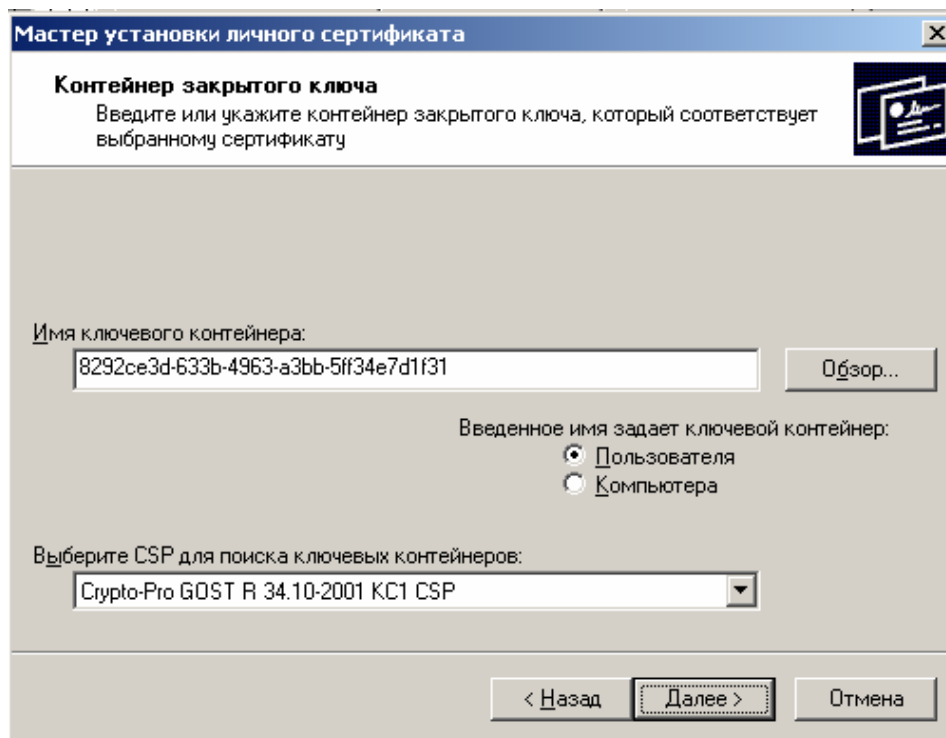 Мастер установки личного сертификата
Контейнер закрытого ключа
Введите или укажите контейнер закрытого ключа, который соответствует
выбранному сертификату
Имя ключевого контейнера:
8292ce3d-633b-4963-a3bb-5ff34e7d1f31
Обзор...
Введенное имя задает ключевой контейнер:
Пользователя
Компьютера
Выберите CSP для поиска ключевых контейнеров:
Crypto-Pro GOST R 34.10-2001 KC1 CSP
< Назад
Далее >
Отмена